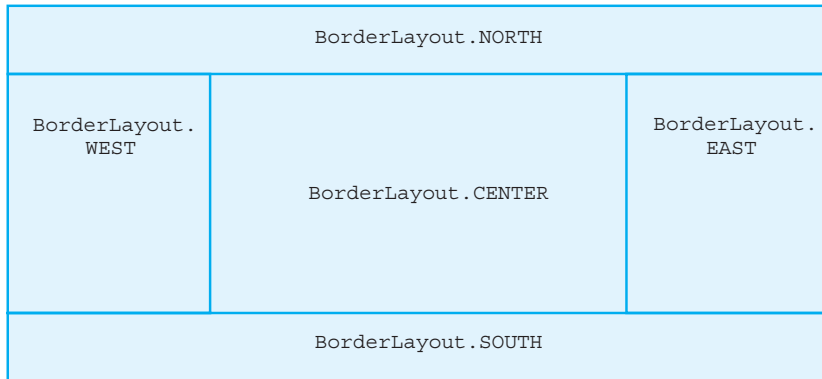 BorderLayout.NORTH
BorderLayout.
WEST
BorderLayout.CENTER
BorderLayout.
EAST
BorderLayout.SOUTH